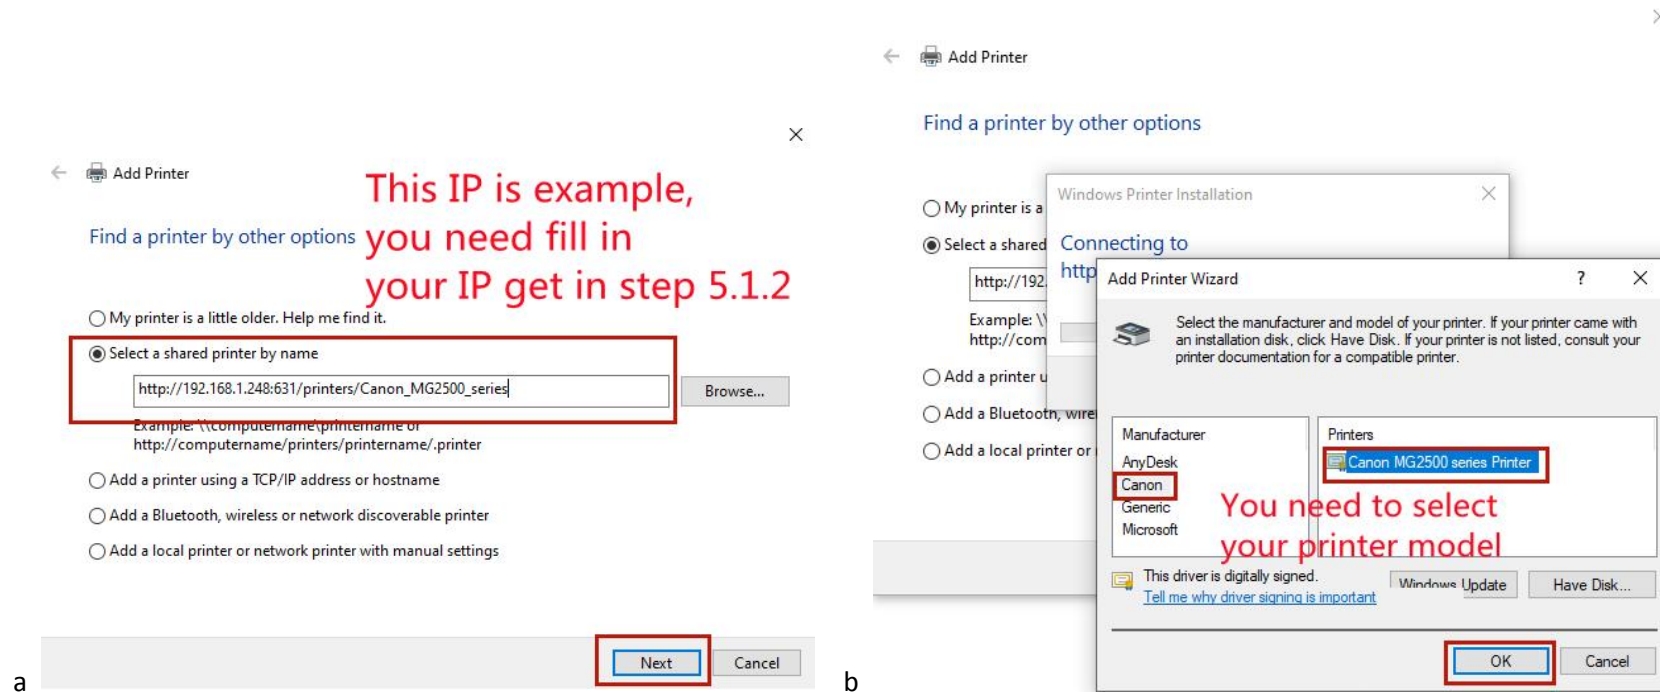 Add Printer
This IP is example,
you need fill in
your IP get in step 5.1.2
Find a printer by other options
My printer is a little older. Help me find it.
Select a shared printer by name
http://192.168.1.248:631/printers/Canon_MG2500_series
Browse...
Example: \\computername\printername or
http://computername/printers/printername/.printer
Add a printer using a TCP/IP address or hostname
Add a Bluetooth, wireless or network discoverable printer
Add a local printer or network printer with manual settings
Next
Cancel
a
Add Printer
Find a printer by other options
My printer is a
Select a shared
http://192.
Example: \\
http://com
Add a printer u
Add a Bluetooth, wire
Add a local printer or
Windows Printer Installation
Connecting to
http
Add Printer Wizard
?
Select the manufacturer and model of your printer. If your printer came with
an installation disk, click Have Disk. If your printer is not listed, consult your
printer documentation for a compatible printer.
Manufacturer
AnyDesk
Canon
Generic
Microsoft
Printers
Canon MG2500 series Printer
You need to select
your printer model
This driver is digitally signed.
Tell me why driver signing is important
Windows Update
Have Disk...
OK
Cancel
b